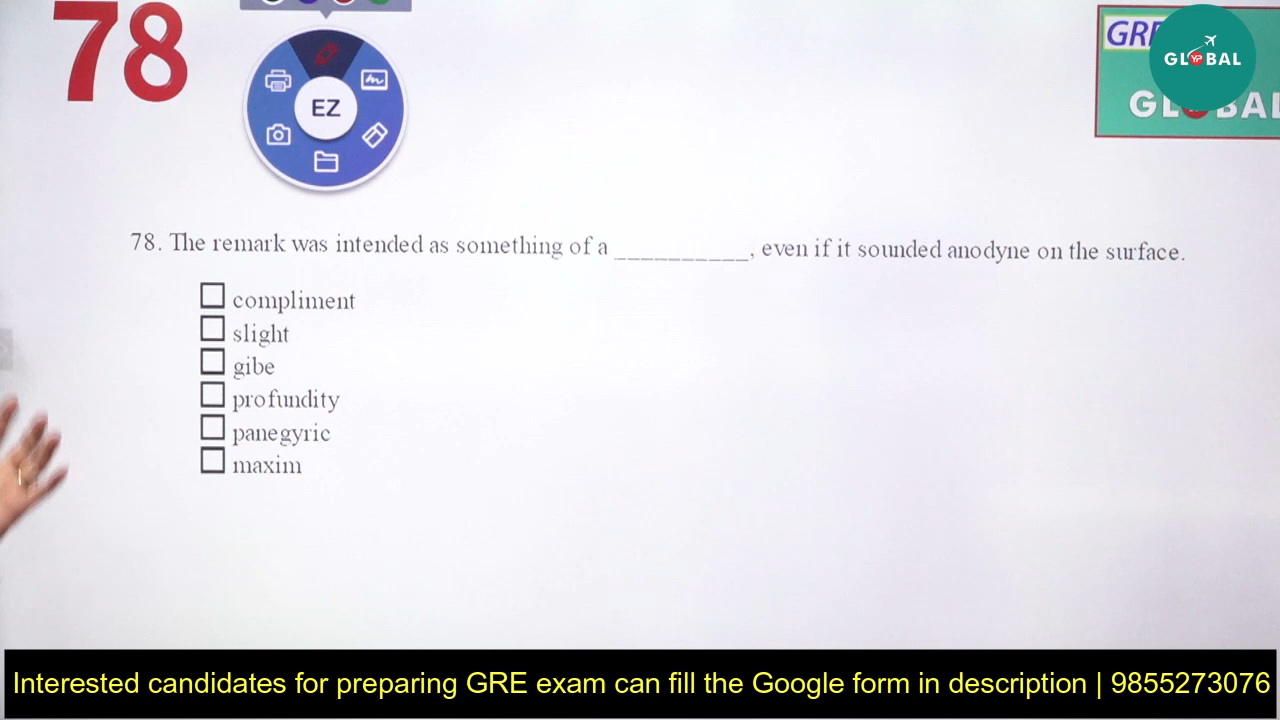 78
EZ
GRE
GLYPBAL
GL BAL
78. The remark was intended as something of a __________, even if it sounded anodyne on the surface.
compliment
slight
gibe
profundity
panegyric
maxim
Interested candidates for preparing GRE exam can fill the Google form in description | 9855273076